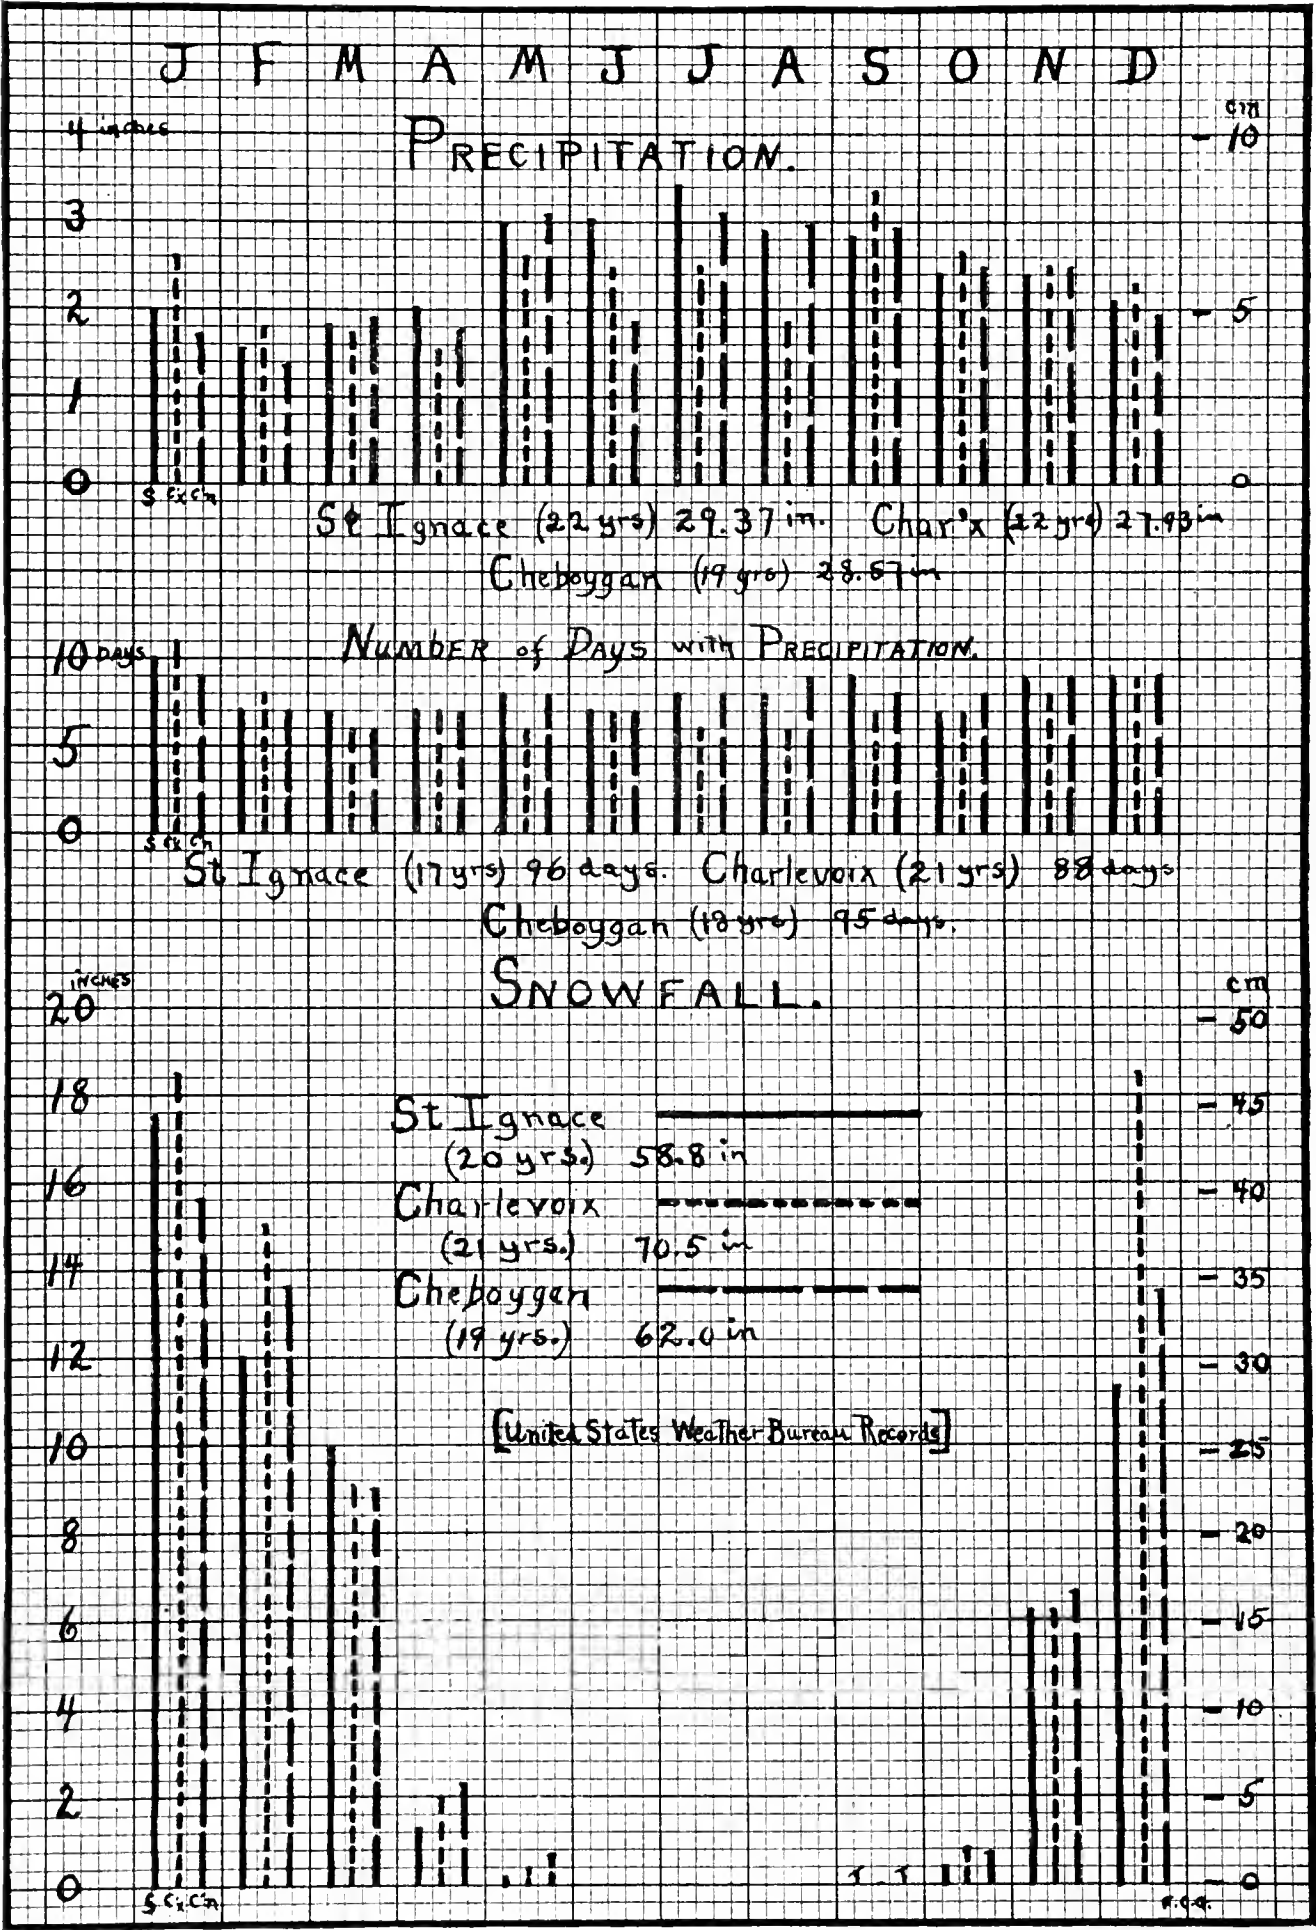 J F M A M J J A S O N D
4 inches
cm
10
PRECIPITATION.
3
2
5
1
0
0
S Cx C'n
St Ignace (22 yrs) 29.37 in. Char'x (22 yrs) 27.93 in
Cheboygan (19 yrs) in
10 DAYS
NUMBER of DAYS with PRECIPITATION.
5
0
S Cx C'n
St Ignace (17 yrs) 96 days. Charlevoix (21 yrs) 88 days
Cheboygan (18 yrs) 95 days.
INCHES
20
SNOWFALL.
cm
50
18
45
St Ignace
(20 yrs.) 58.8 in
16
40
Charlevoix
(21 yrs.) 70.5 in
14
35
Cheboygan
(19 yrs.) 62.0 in
12
30
[United States Weather Bureau Records]
10
25
8
20
6
15
4
10
2
5
T T
0
0
S Cx C'n